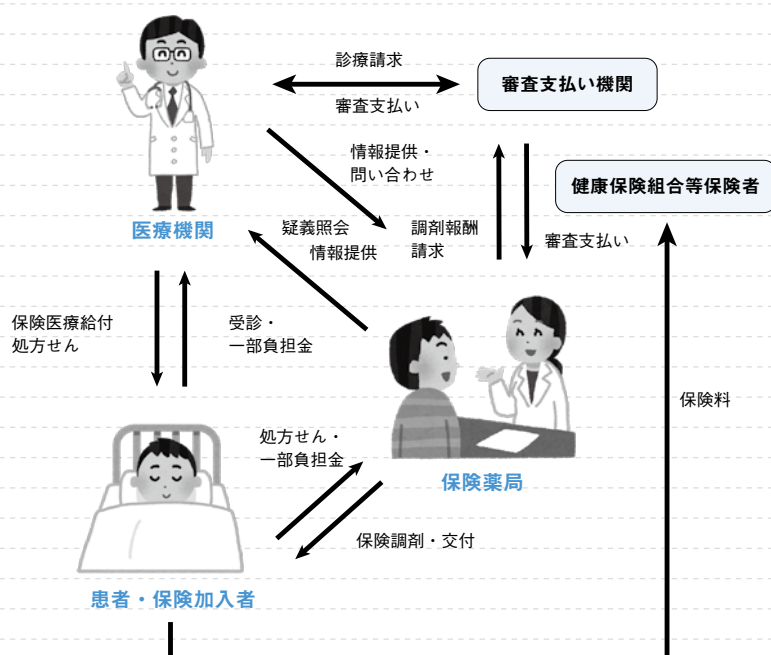 診療請求
審査支払い
審査支払い機関
情報提供・
問い合わせ
健康保険組合等保険者
医療機関
疑義照会
情報提供
調剤報酬
請求
審査支払い
保険医療給付
処方せん
受診・
一部負担金
保険料
処方せん・
一部負担金
保険薬局
保険調剤・交付
患者・保険加入者